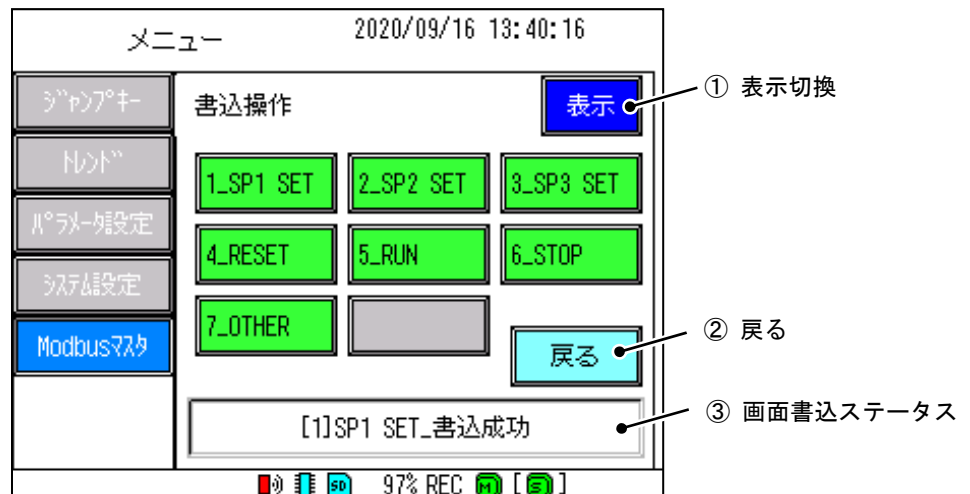 メニュー 2020/09/16 13:40:16
ジャンプキー
トレンド
パラメータ設定
システム設定
Modbusマスタ
書込操作 表示
1_SP1 SET 2_SP2 SET 3_SP3 SET
4_RESET 5_RUN 6_STOP
7_OTHER
戻る
[1]SP1 SET_書込成功
SD 97% REC M [S]
① 表示切換
② 戻る
③ 画面書込ステータス